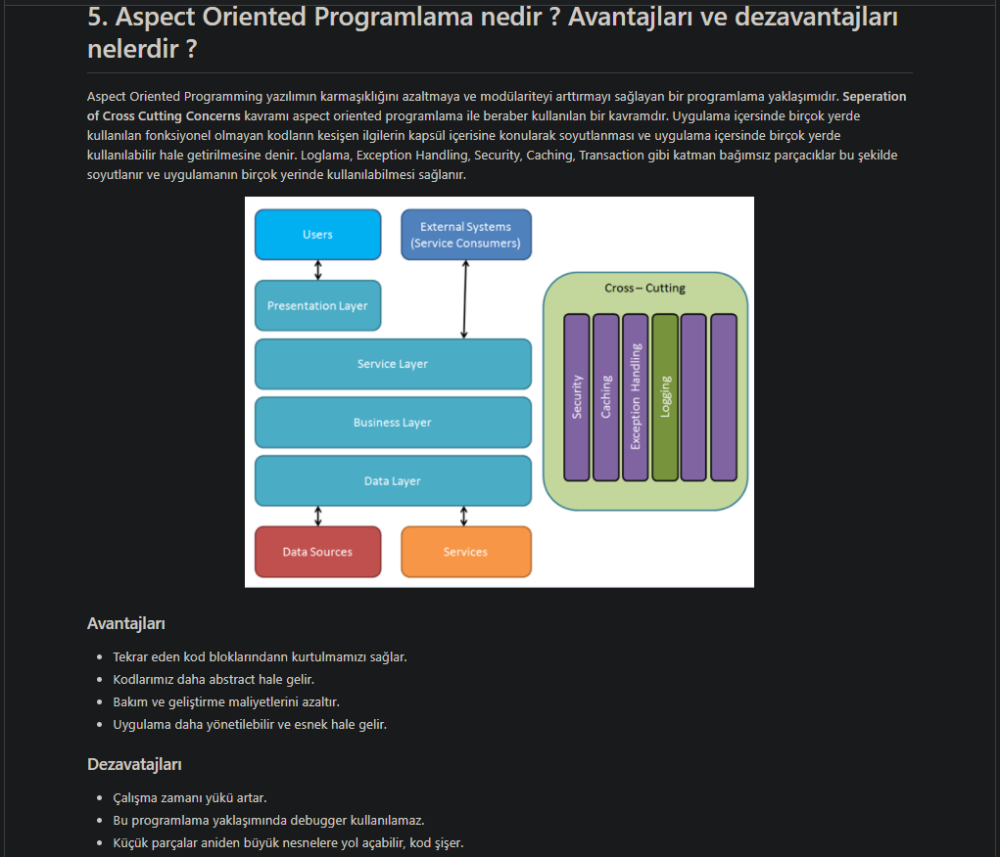 5. Aspect Oriented Programlama nedir ? Avantajları ve dezavantajları
nelerdir ?
Aspect Oriented Programming yazılımın karmaşıklığını azaltmaya ve modülariteyi arttırmayı sağlayan bir programlama yaklaşımıdır. Seperation
of Cross Cutting Concerns kavramı aspect oriented programlama ile beraber kullanılan bir kavramdır. Uygulama içersinde birçok yerde
kullanılan fonksiyonel olmayan kodların kesişen ilgilerin kapsül içerisine konularak soyutlanması ve uygulama içersinde birçok yerde
kullanılabilir hale getirilmesine denir. Loglama, Exception Handling, Security, Caching, Transaction gibi katman bağımsız parçacıklar bu şekilde
soyutlanır ve uygulamanın birçok yerinde kullanılabilmesi sağlanır.
Users
External Systems
(Service Consumers)
Presentation Layer
Service Layer
Business Layer
Data Layer
Data Sources
Services
Cross – Cutting
Security
Caching
Exception Handling
Logging
Avantajları
Tekrar eden kod bloklarındann kurtulmamızı sağlar.
Kodlarımız daha abstract hale gelir.
Bakım ve geliştirme maliyetlerini azaltır.
Uygulama daha yönetilebilir ve esnek hale gelir.
Dezavatajları
Çalışma zamanı yükü artar.
Bu programlama yaklaşımında debugger kullanılamaz.
Küçük parçalar aniden büyük nesnelere yol açabilir, kod şişer.